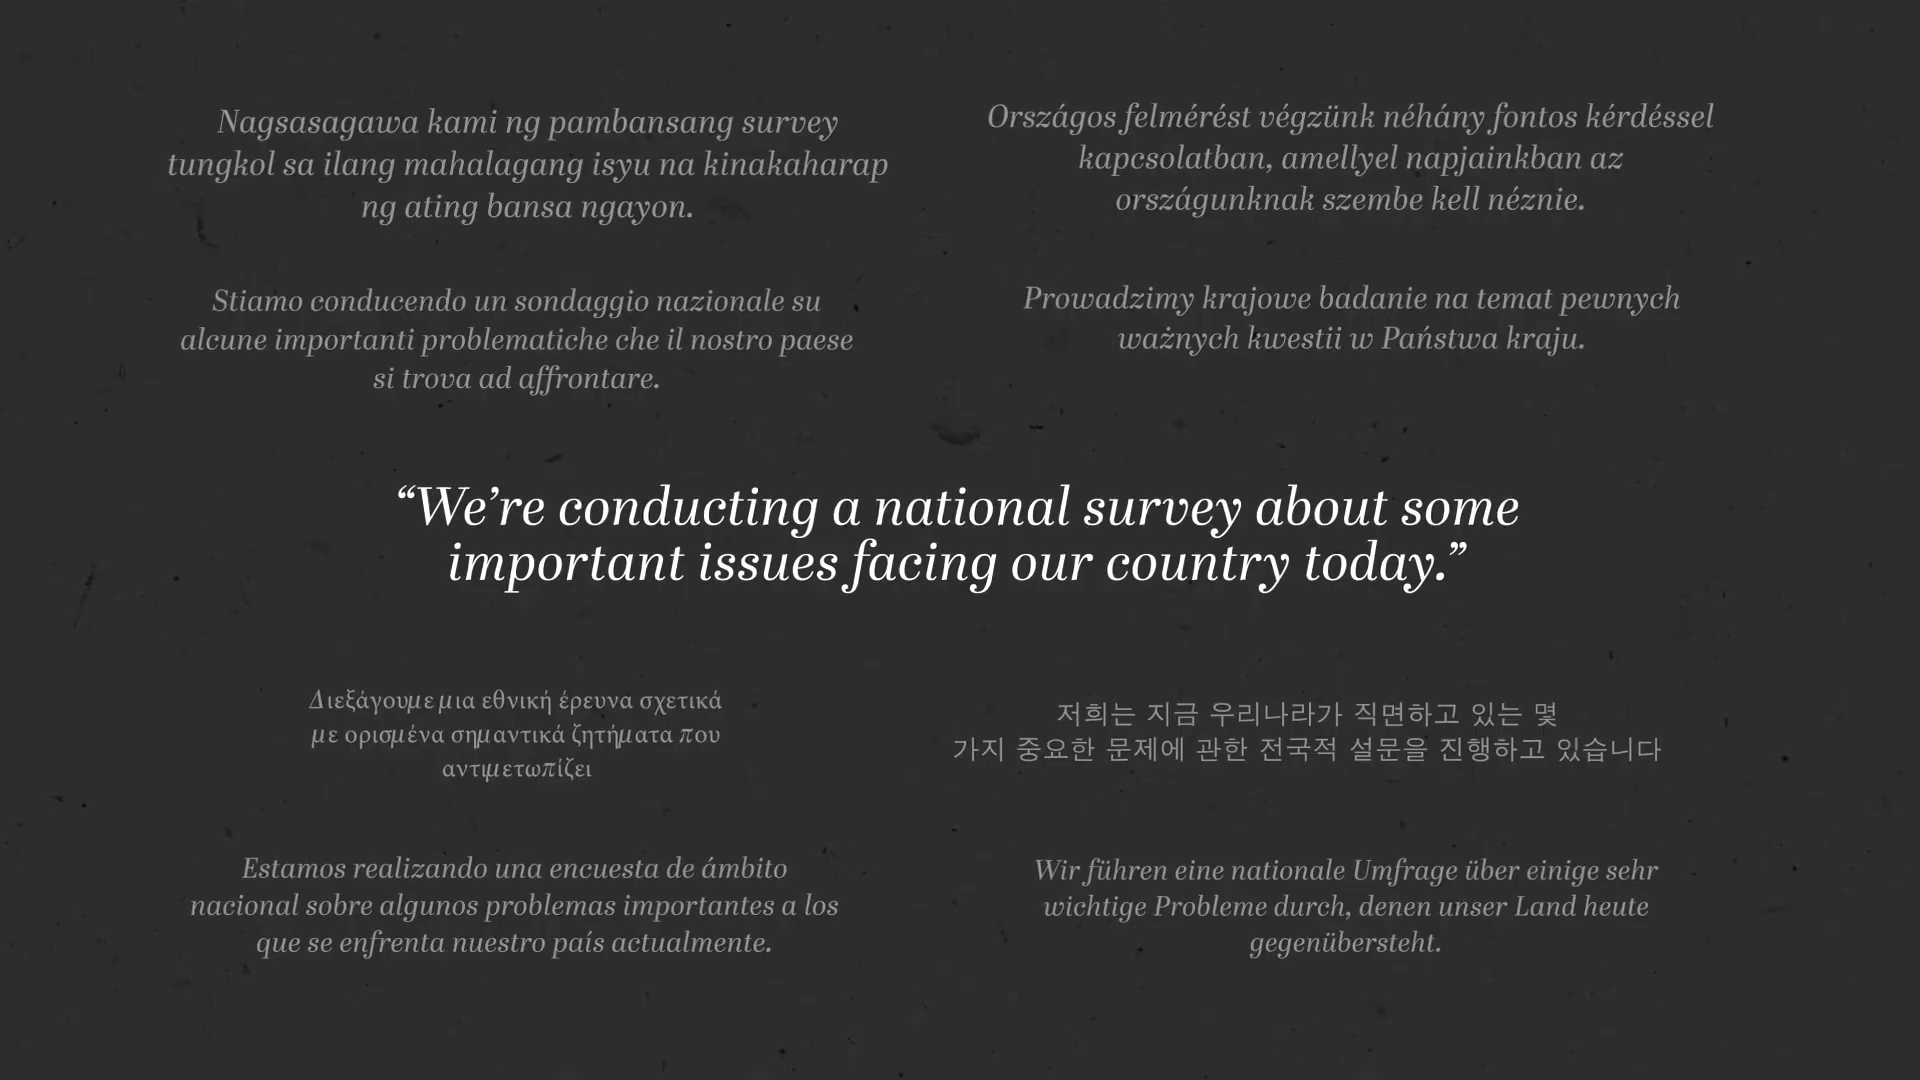 Nagsasagawa kami ng pambansang survey
tungkol sa ilang mahalagang isyu na kinakaharap
ng ating bansa ngayon.
Országos felmérést végzünk néhány fontos kérdéssel
kapcsolatban, amellyel napjainkban az
országunknak szembe kell néznie.
Stiamo conducendo un sondaggio nazionale su
alcune importanti problematiche che il nostro paese
si trova ad affrontare.
Prowadzimy krajowe badanie na temat pewnych
ważnych kwestii w Państwa kraju.
“We’re conducting a national survey about some
important issues facing our country today.”
Διεξάγουμε μια εθνική έρευνα σχετικά
με ορισμένα σημαντικά ζητήματα που
αντιμετωπίζει
저희는 지금 우리나라가 직면하고 있는 몇
가지 중요한 문제에 관한 전국적 설문을 진행하고 있습니다
Estamos realizando una encuesta de ámbito
nacional sobre algunos problemas importantes a los
que se enfrenta nuestro país actualmente.
Wir führen eine nationale Umfrage über einige sehr
wichtige Probleme durch, denen unser Land heute
gegenübersteht.